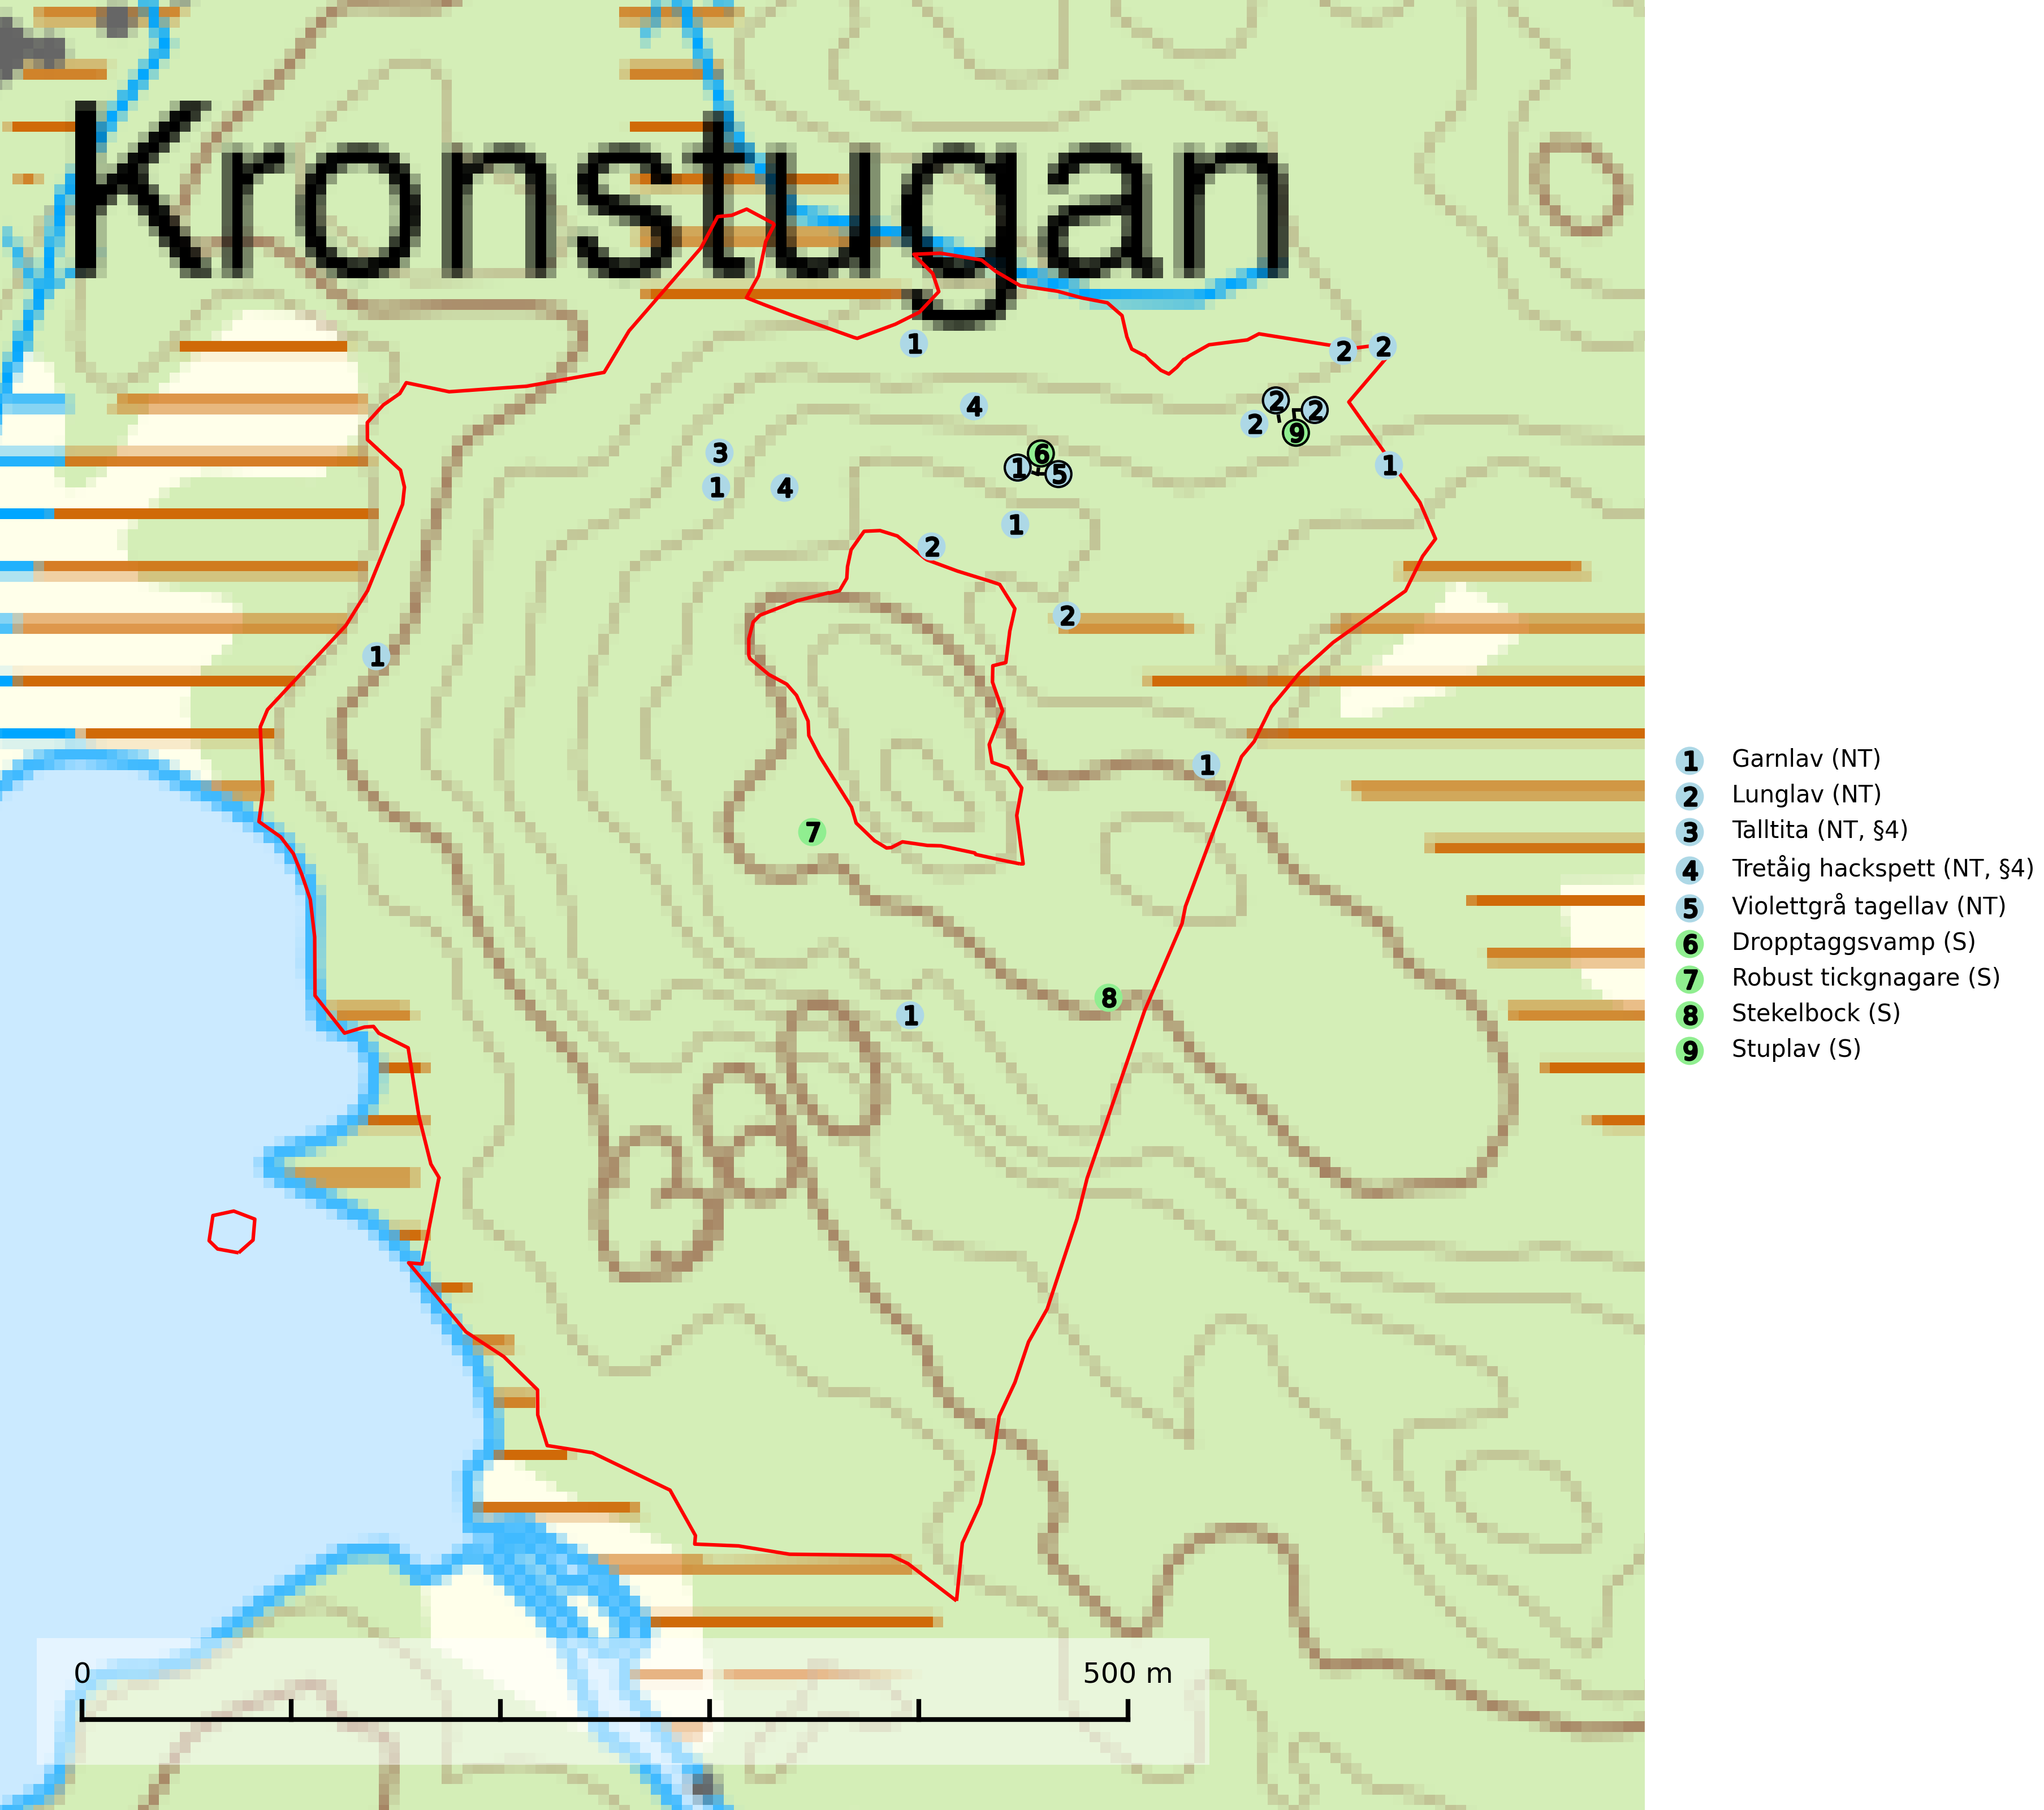 Kronstugan
1
2
2
4
2
2
2
9
3
6
1
5
1
1
4
1
2
2
1
1
7
8
1
1 Garnlav (NT)
2 Lunglav (NT)
3 Talltita (NT, §4)
4 Tretåig hackspett (NT, §4)
5 Violettgrå tagellav (NT)
6 Dropptaggsvamp (S)
7 Robust tickgnagare (S)
8 Stekelbock (S)
9 Stuplav (S)
0 500 m